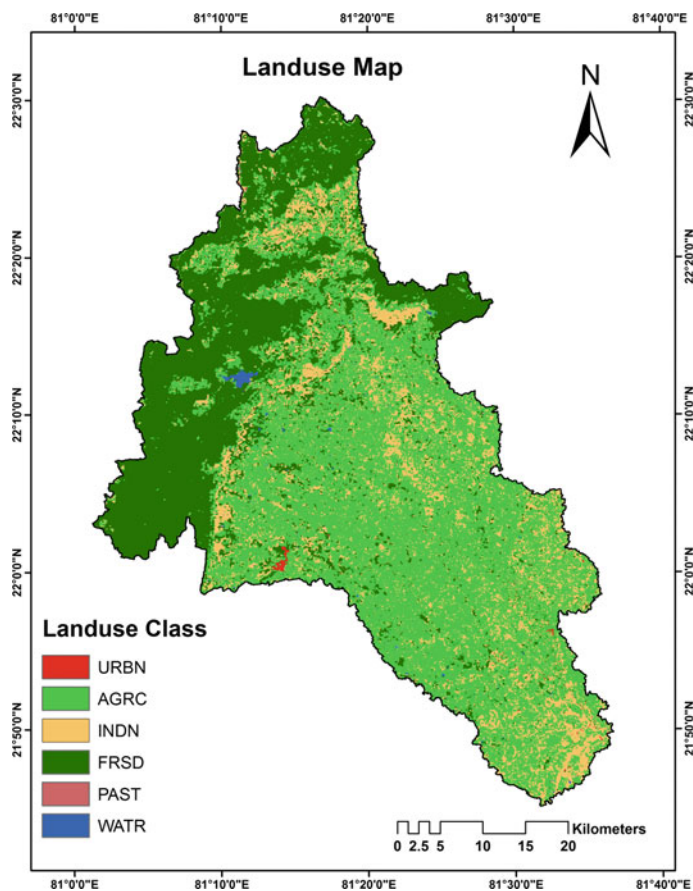 81°0'0"E 81°10'0"E 81°20'0"E 81°30'0"E 81°40'0"E
Landuse Map
N
22°30'0"N 22°30'0"N
22°20'0"N 22°20'0"N
22°10'0"N 22°10'0"N
22°0'0"N 22°0'0"N
21°50'0"N 21°50'0"N
Landuse Class
URBN
AGRC
INDN
FRSD
PAST
WATR
Kilometers
0 2.5 5 10 15 20
81°0'0"E 81°10'0"E 81°20'0"E 81°30'0"E 81°40'0"E